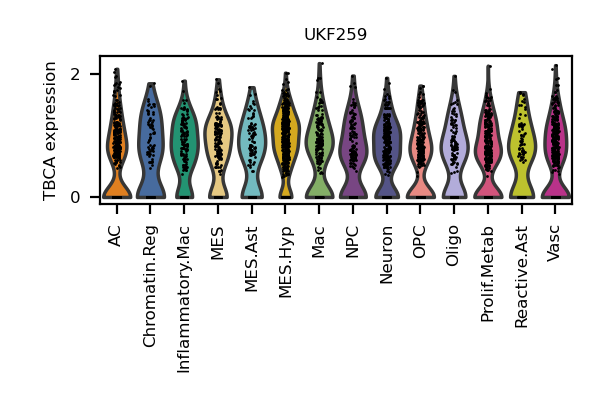 UKF259
TBCA expression
2
0
AC
Chromatin.Reg
Inflammatory.Mac
MES
MES.Ast
MES.Hyp
Mac
NPC
Neuron
OPC
Oligo
Prolif.Metab
Reactive.Ast
Vasc